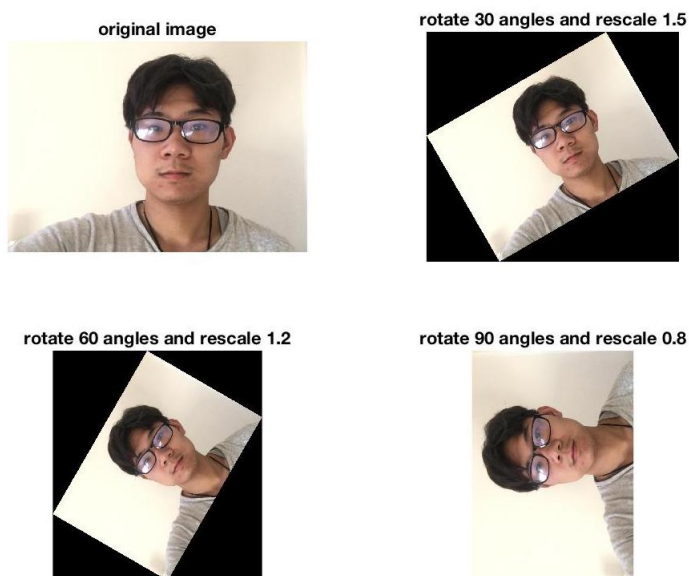 original image
rotate 30 angles and rescale 1.5
rotate 60 angles and rescale 1.2
rotate 90 angles and rescale 0.8